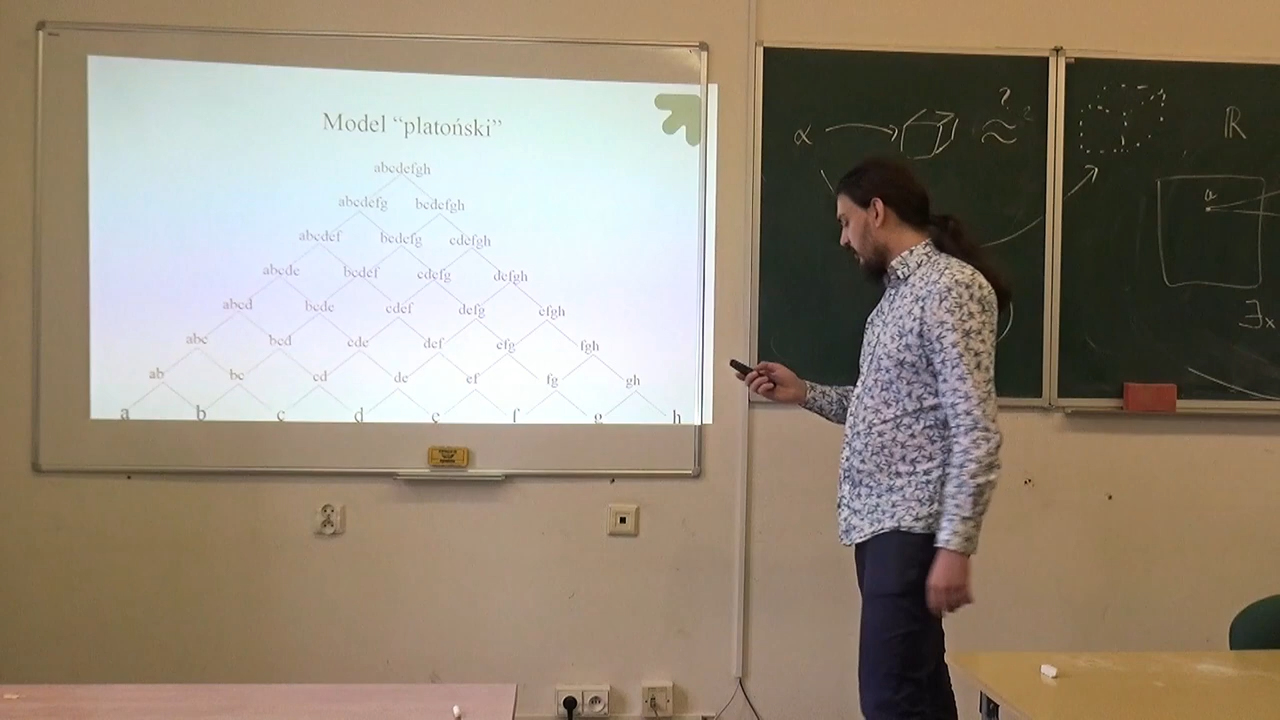 Model “platoński”
abcdefgh
abcdefg bcdefgh
abcdef bcdefg cdefgh
abcde bcdef cdefg defgh
abcd bcde cdef defg efgh
abc bcd cde def efg fgh
ab bc cd de ef fg gh
a b c d e f g h
α ? ≈ ?
ℝ
a
∃x